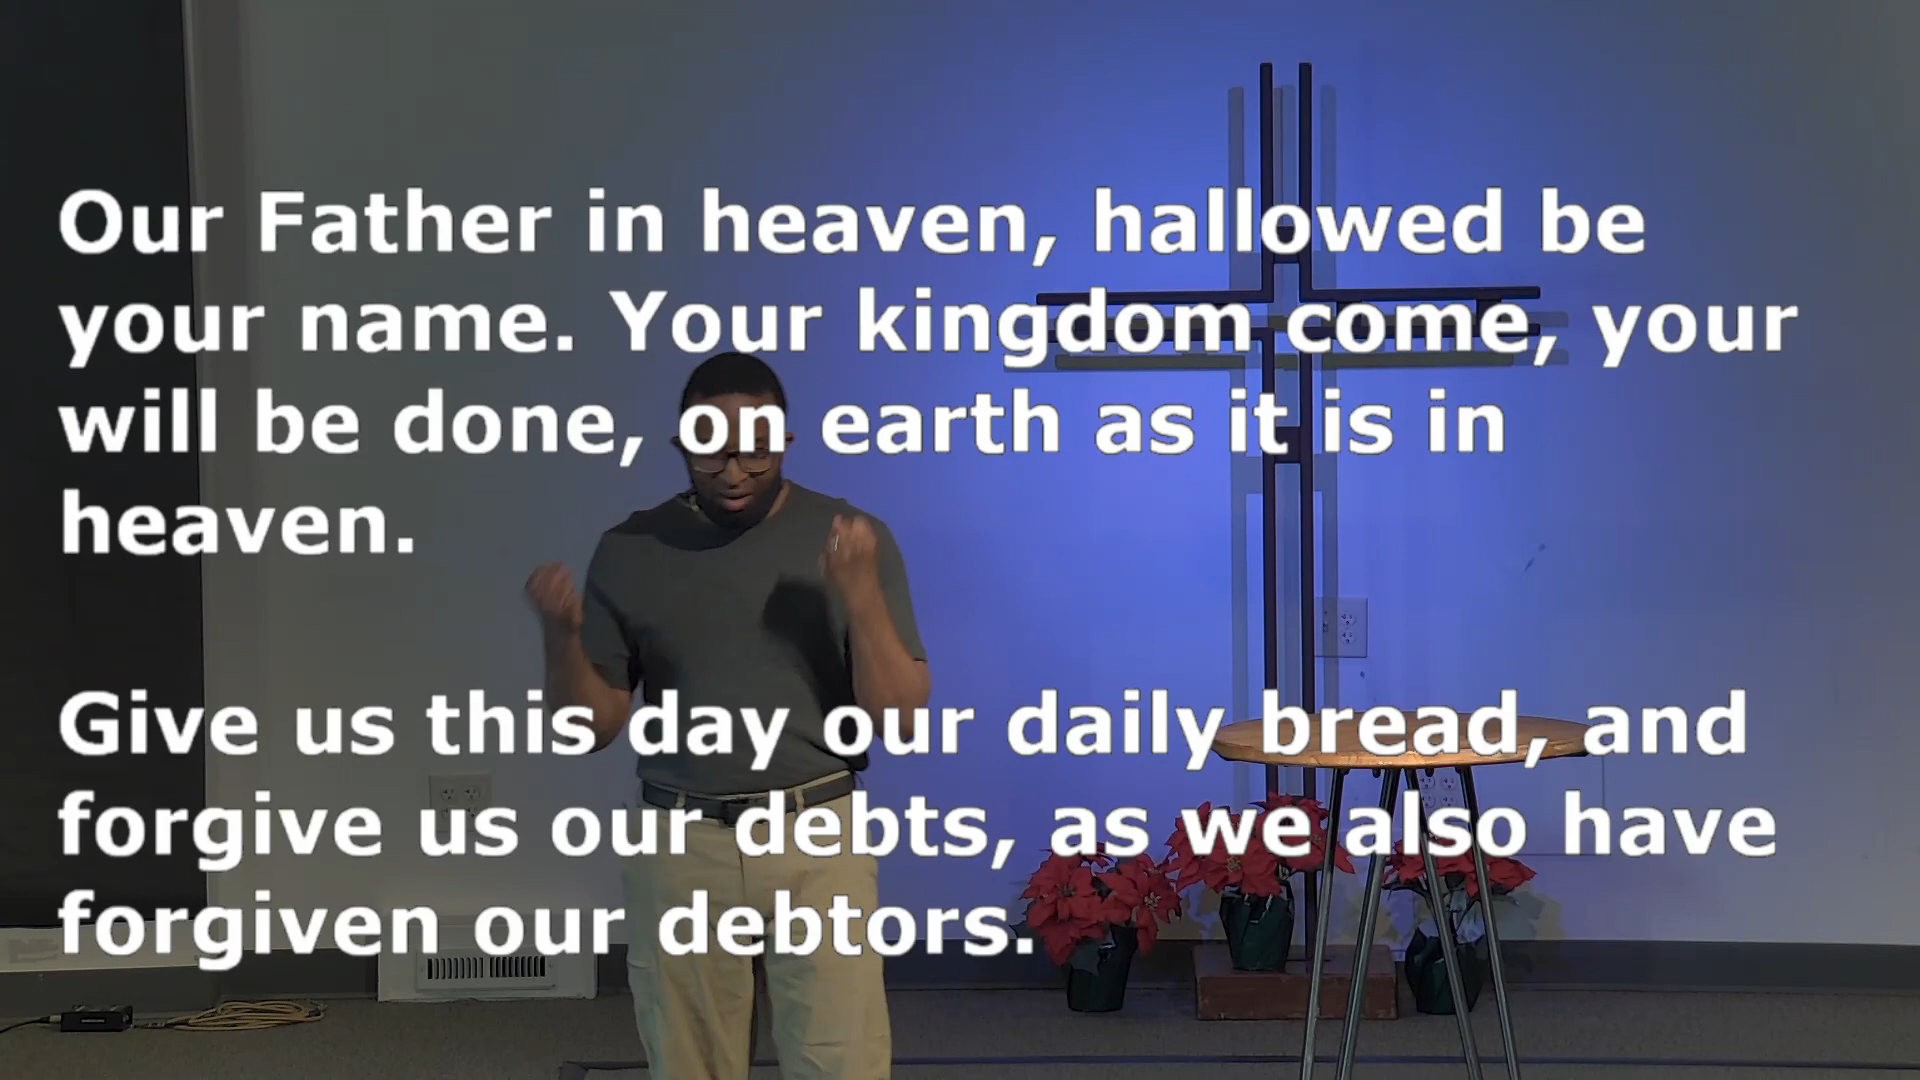 Our Father in heaven, hallowed be
your name. Your kingdom come, your
will be done, on earth as it is in
heaven.
Give us this day our daily bread, and
forgive us our debts, as we also have
forgiven our debtors.